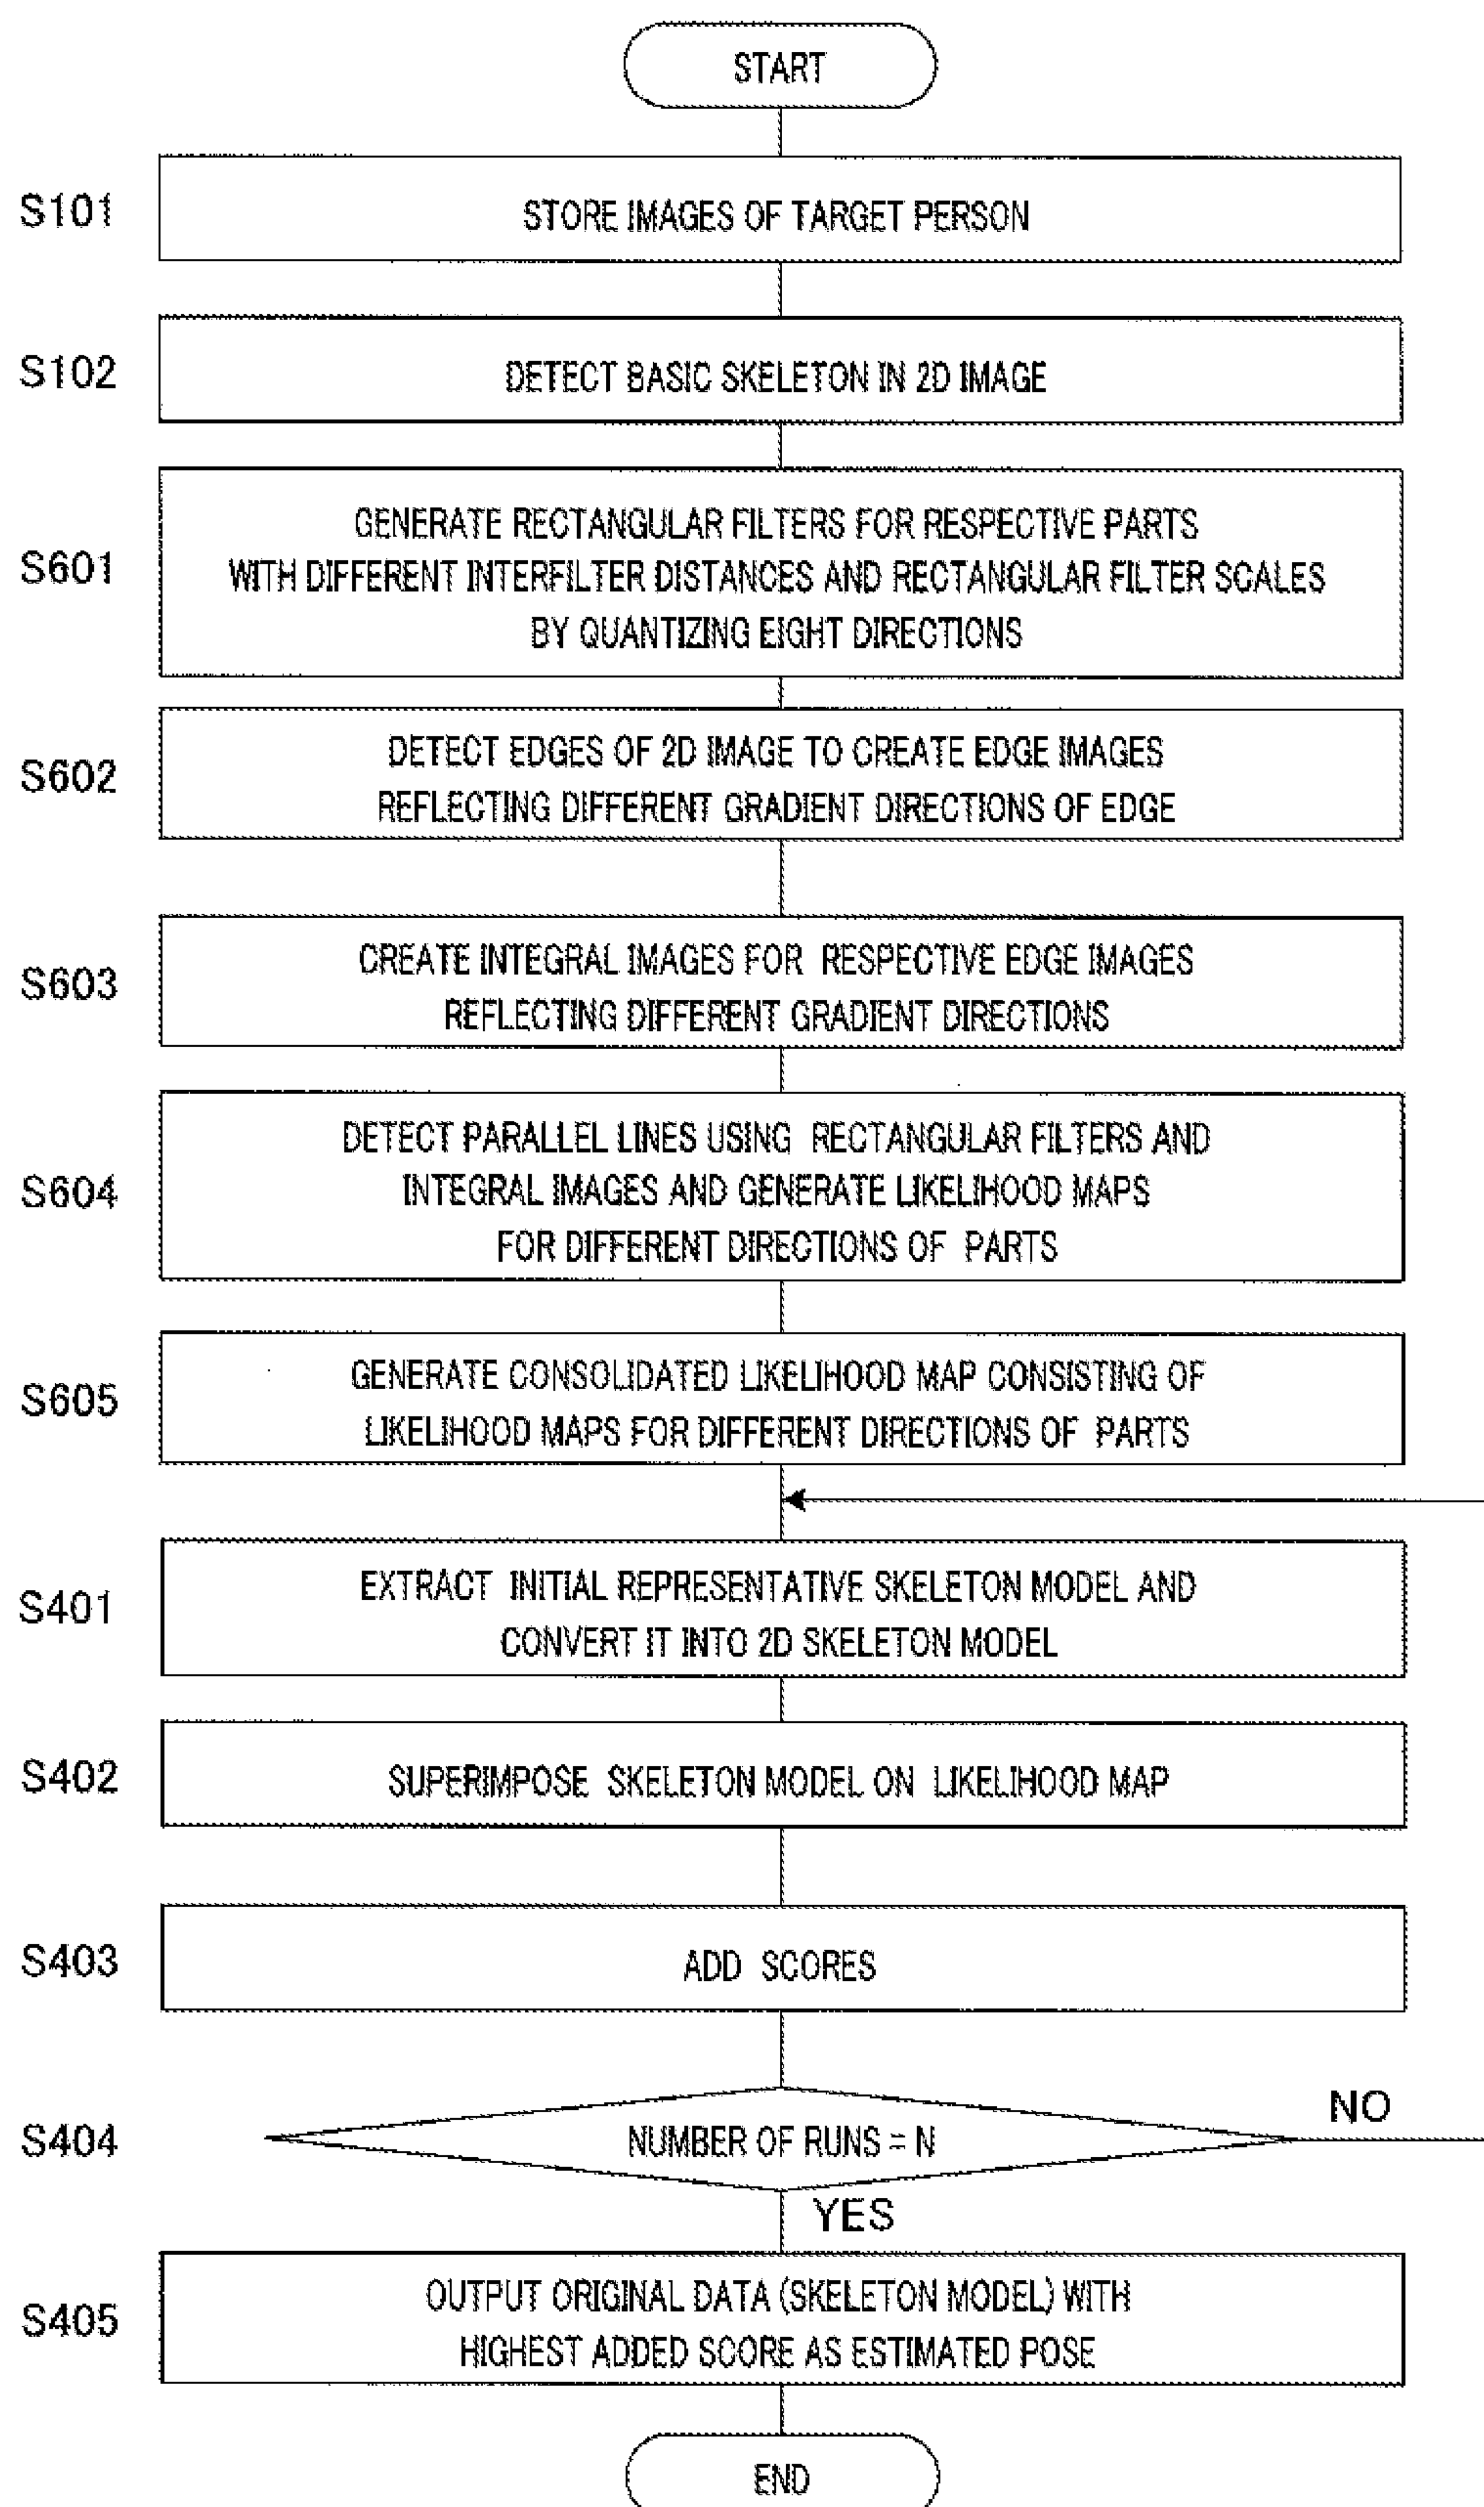 START
S101
STORE IMAGES OF TARGET PERSON
S102
DETECT BASIC SKELETON IN 2D IMAGE
S601
GENERATE RECTANGULAR FILTERS FOR RESPECTIVE PARTS
WITH DIFFERENT INTERFILTER DISTANCES AND RECTANGULAR FILTER SCALES
BY QUANTIZING EIGHT DIRECTIONS
S602
DETECT EDGES OF 2D IMAGE TO CREATE EDGE IMAGES
REFLECTING DIFFERENT GRADIENT DIRECTIONS OF EDGE
S603
CREATE INTEGRAL IMAGES FOR RESPECTIVE EDGE IMAGES
REFLECTING DIFFERENT GRADIENT DIRECTIONS
S604
DETECT PARALLEL LINES USING RECTANGULAR FILTERS AND
INTEGRAL IMAGES AND GENERATE LIKELIHOOD MAPS
FOR DIFFERENT DIRECTIONS OF PARTS
S605
GENERATE CONSOLIDATED LIKELIHOOD MAP CONSISTING OF
LIKELIHOOD MAPS FOR DIFFERENT DIRECTIONS OF PARTS
S401
EXTRACT INITIAL REPRESENTATIVE SKELETON MODEL AND
CONVERT IT INTO 2D SKELETON MODEL
S402
SUPERIMPOSE SKELETON MODEL ON LIKELIHOOD MAP
S403
ADD SCORES
S404
NUMBER OF RUNS = N
NO
YES
S405
OUTPUT ORIGINAL DATA (SKELETON MODEL) WITH
HIGHEST ADDED SCORE AS ESTIMATED POSE
END